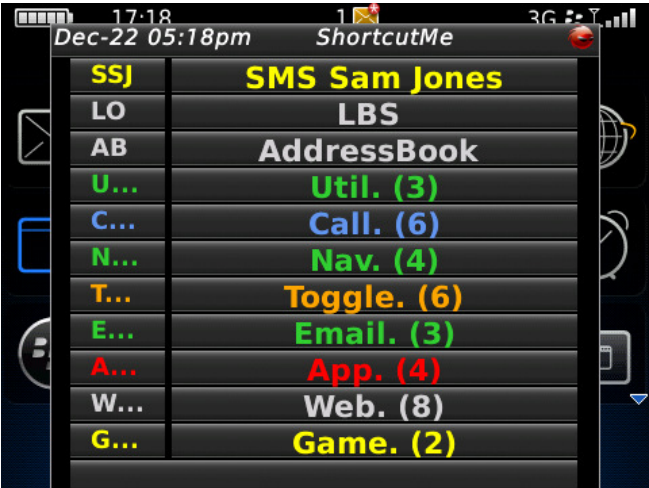 17:18 1 3G
Dec-22 05:18pm ShortcutMe
SSJ SMS Sam Jones
LO LBS
AB AddressBook
U... Util. (3)
C... Call. (6)
N... Nav. (4)
T... Toggle. (6)
E... Email. (3)
A... App. (4)
W... Web. (8)
G... Game. (2)